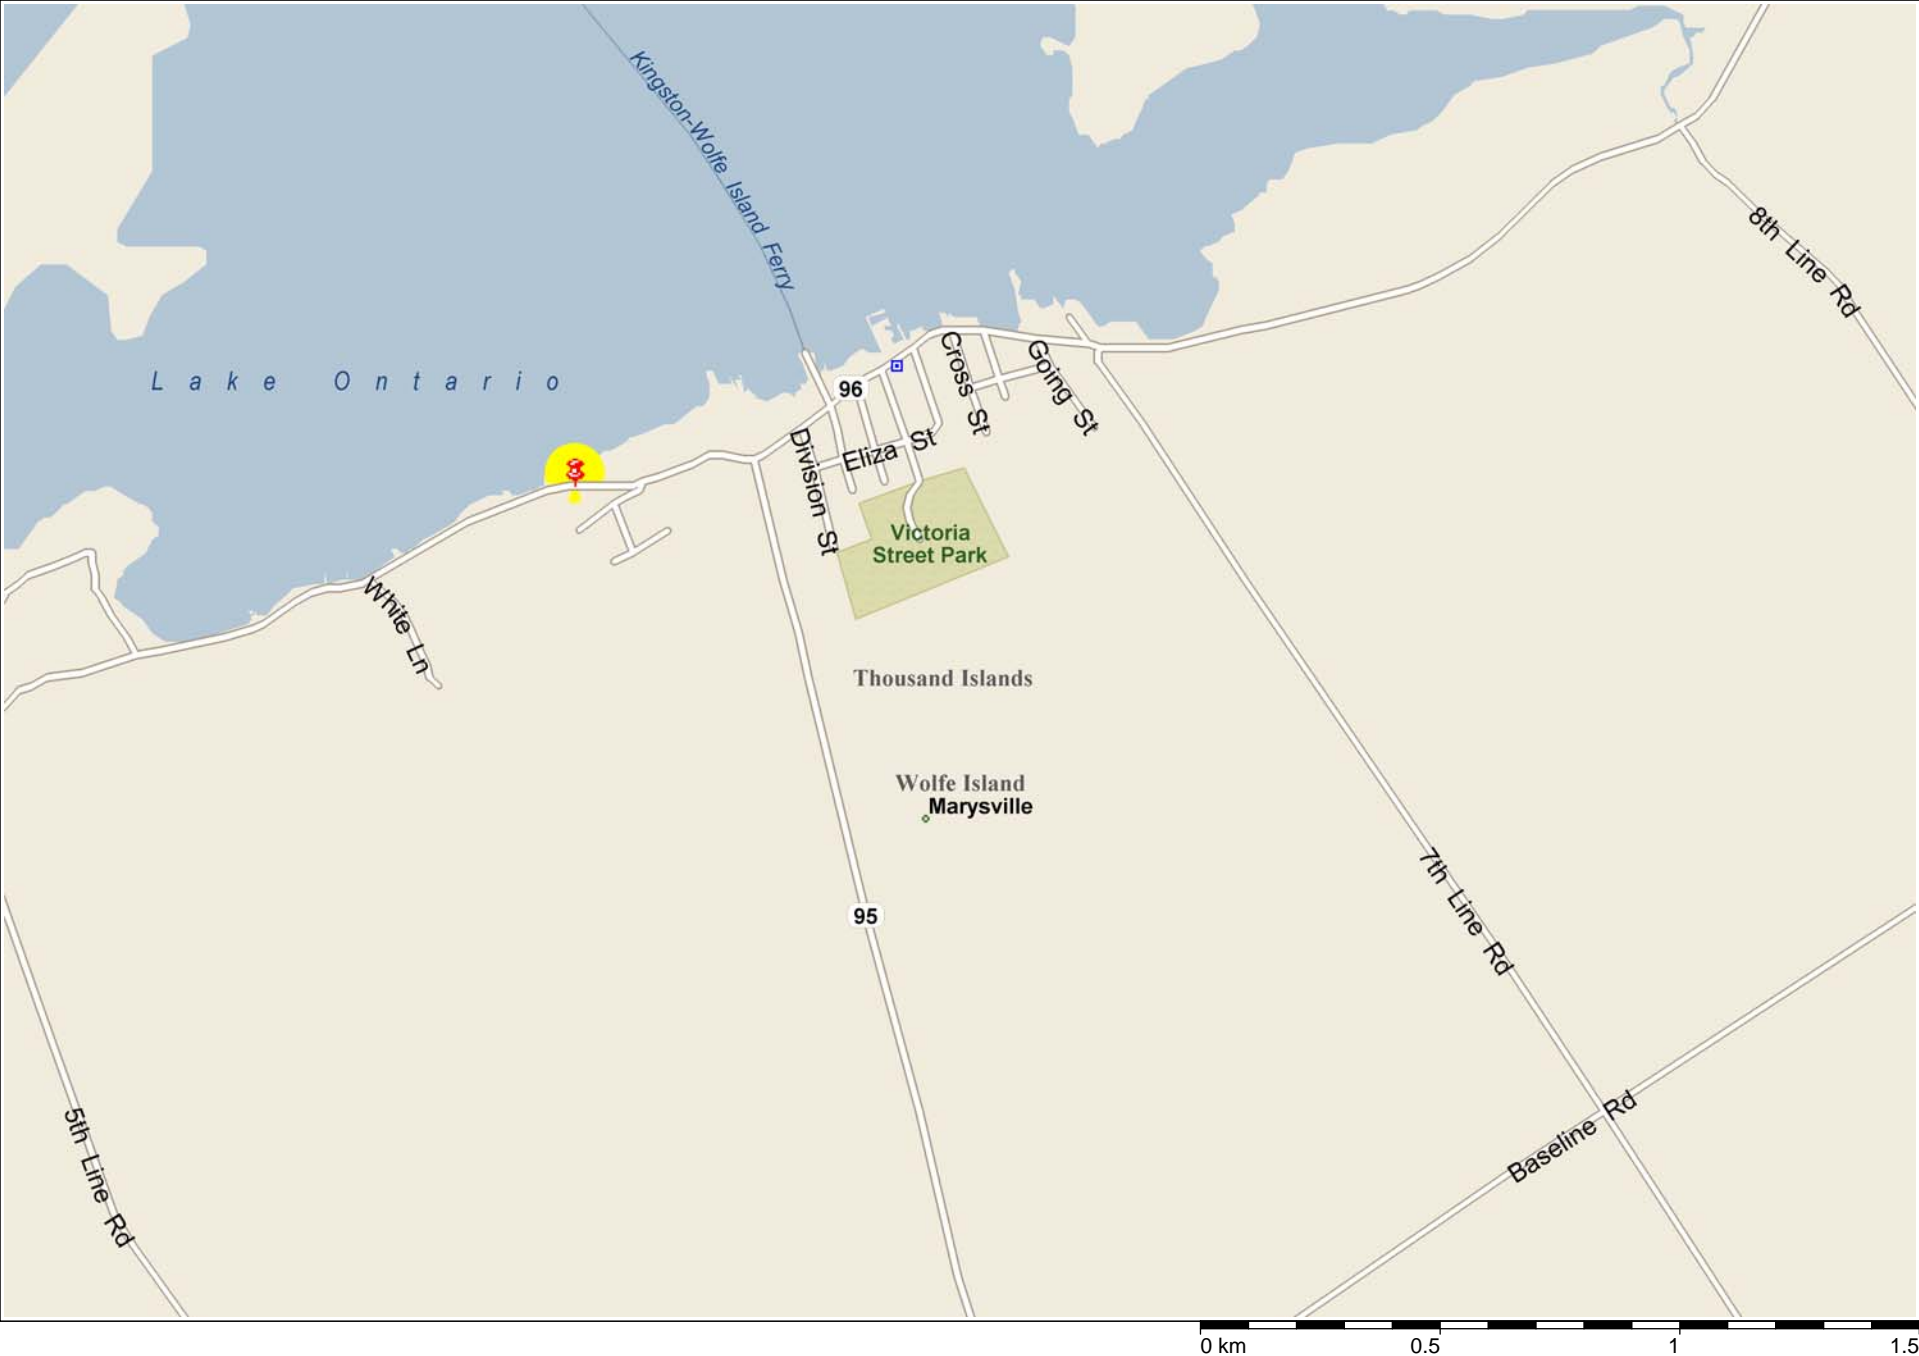 Kingston-Wolfe Island Ferry
8th Line Rd
Lake Ontario
96
Cross St
Going St
Division St
Eliza St
Victoria
Street Park
White Ln
Thousand Islands
Wolfe Island
Marysville
95
7th Line Rd
5th Line Rd
Baseline Rd
0 km 0.5 1 1.5